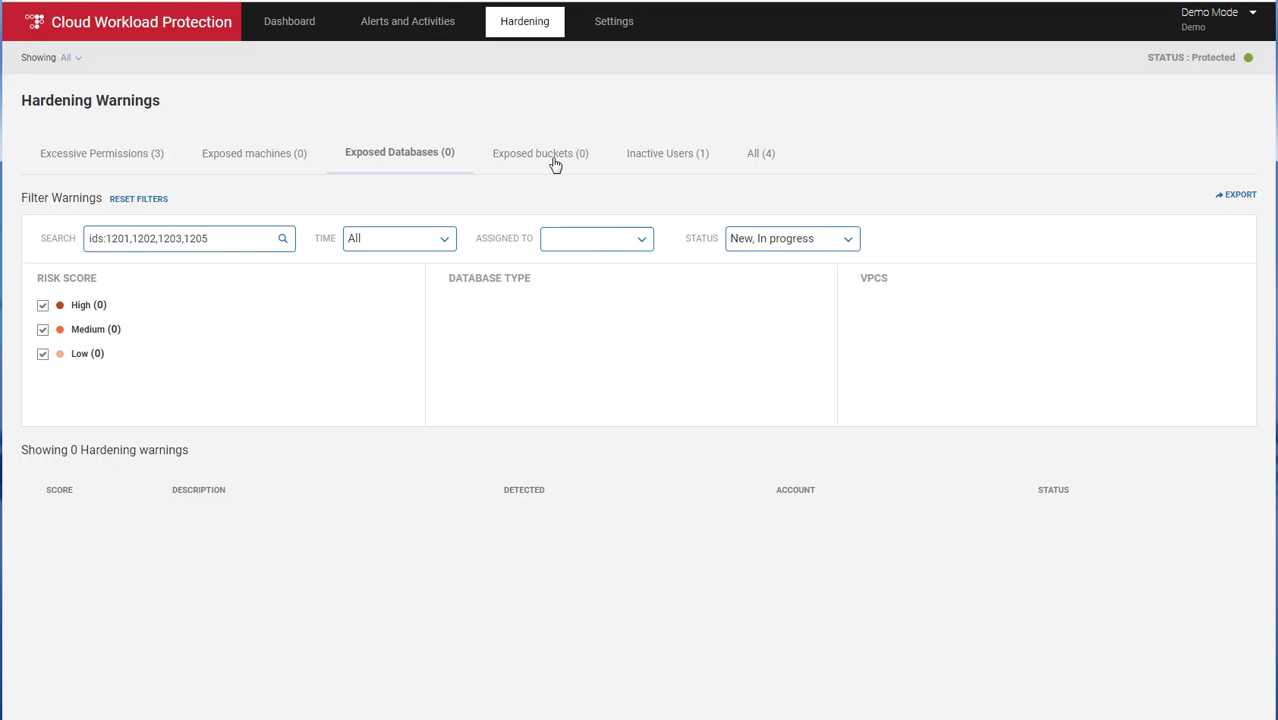 Cloud Workload Protection
Dashboard
Alerts and Activities
Hardening
Settings
Demo Mode
Demo
Showing All
STATUS : Protected
Hardening Warnings
Excessive Permissions (3)
Exposed machines (0)
Exposed Databases (0)
Exposed buckets (0)
Inactive Users (1)
All (4)
Filter Warnings RESET FILTERS
EXPORT
SEARCH ids:1201,1202,1203,1205
TIME All
ASSIGNED TO
STATUS New, In progress
RISK SCORE
High (0)
Medium (0)
Low (0)
DATABASE TYPE
VPCS
Showing 0 Hardening warnings
SCORE DESCRIPTION DETECTED ACCOUNT STATUS